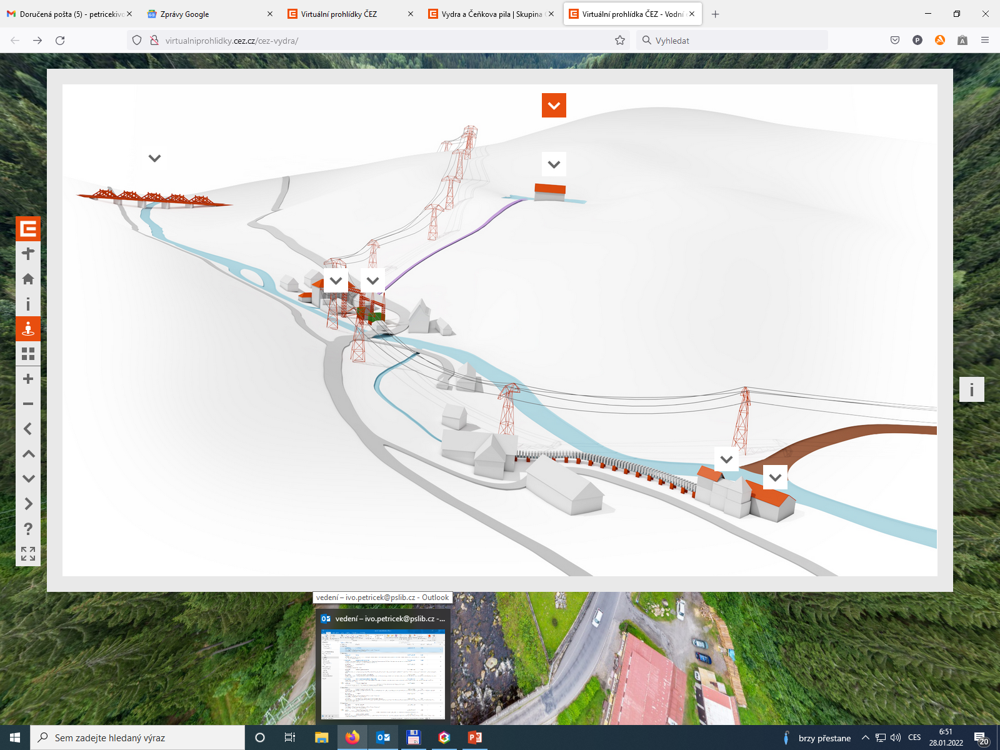 Doručená pošta (5) - petricekivo
Zprávy Google
Virtuální prohlídky ČEZ
Vydra a Čeňkova pila | Skupina
Virtuální prohlídka ČEZ - Vodní
virtualniprohlidky.cez.cz/cez-vydra/
Vyhledat
vedení – ivo.petricek@pslib.cz - Outlook
vedení – ivo.petricek@pslib.cz -...
Sem zadejte hledaný výraz
brzy přestane
CES
6:51
28.01.2022
20